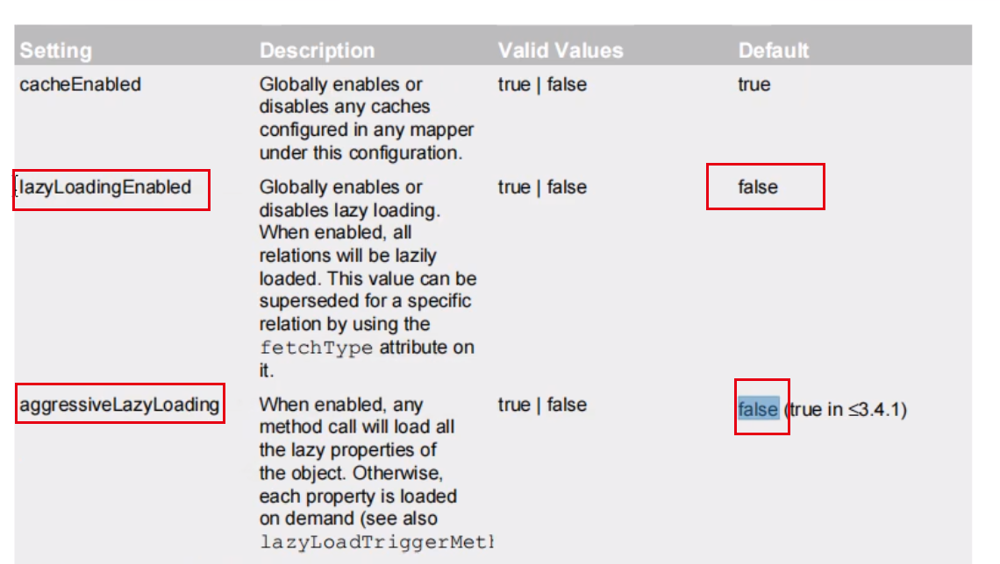 Setting Description Valid Values Default
cacheEnabled Globally enables or true | false true
disables any caches
configured in any mapper
under this configuration.
lazyLoadingEnabled Globally enables or true | false false
disables lazy loading.
When enabled, all
relations will be lazily
loaded. This value can be
superseded for a specific
relation by using the
fetchType attribute on
it.
aggressiveLazyLoading When enabled, any true | false false (true in ≤3.4.1)
method call will load all
the lazy properties of
the object. Otherwise,
each property is loaded
on demand (see also
lazyLoadTriggerMet